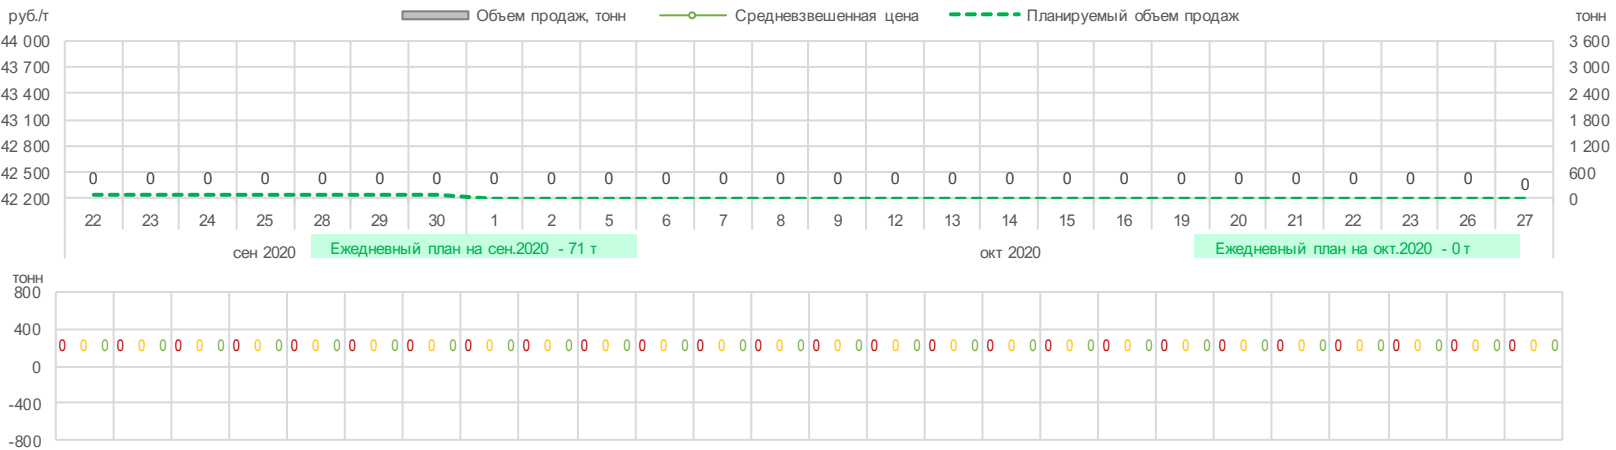 руб./т Объем продаж, тонн Средневзвешенная цена Планируемый объем продаж тонн
44 000 3 600
43 700 3 000
43 400 2 400
43 100 1 800
42 800 1 200
42 500 0 0 0 0 0 0 0 0 0 0 0 0 0 0 0 0 0 0 0 0 0 0 0 0 0 0 600
42 200 0
22 23 24 25 28 29 30 1 2 5 6 7 8 9 12 13 14 15 16 19 20 21 22 23 26 27
сен 2020 Ежедневный план на сен.2020 - 71 т окт 2020 Ежедневный план на окт.2020 - 0 т
тонн
800
400
0 0 0 0 0 0 0 0 0 0 0 0 0 0 0 0 0 0 0 0 0 0 0 0 0 0 0 0 0 0 0 0 0 0 0 0 0 0 0 0 0 0 0 0 0 0 0 0 0 0 0 0 0 0 0 0 0 0 0 0 0 0 0 0 0 0 0 0 0 0 0 0 0 0 0 0 0 0
0
-400
-800